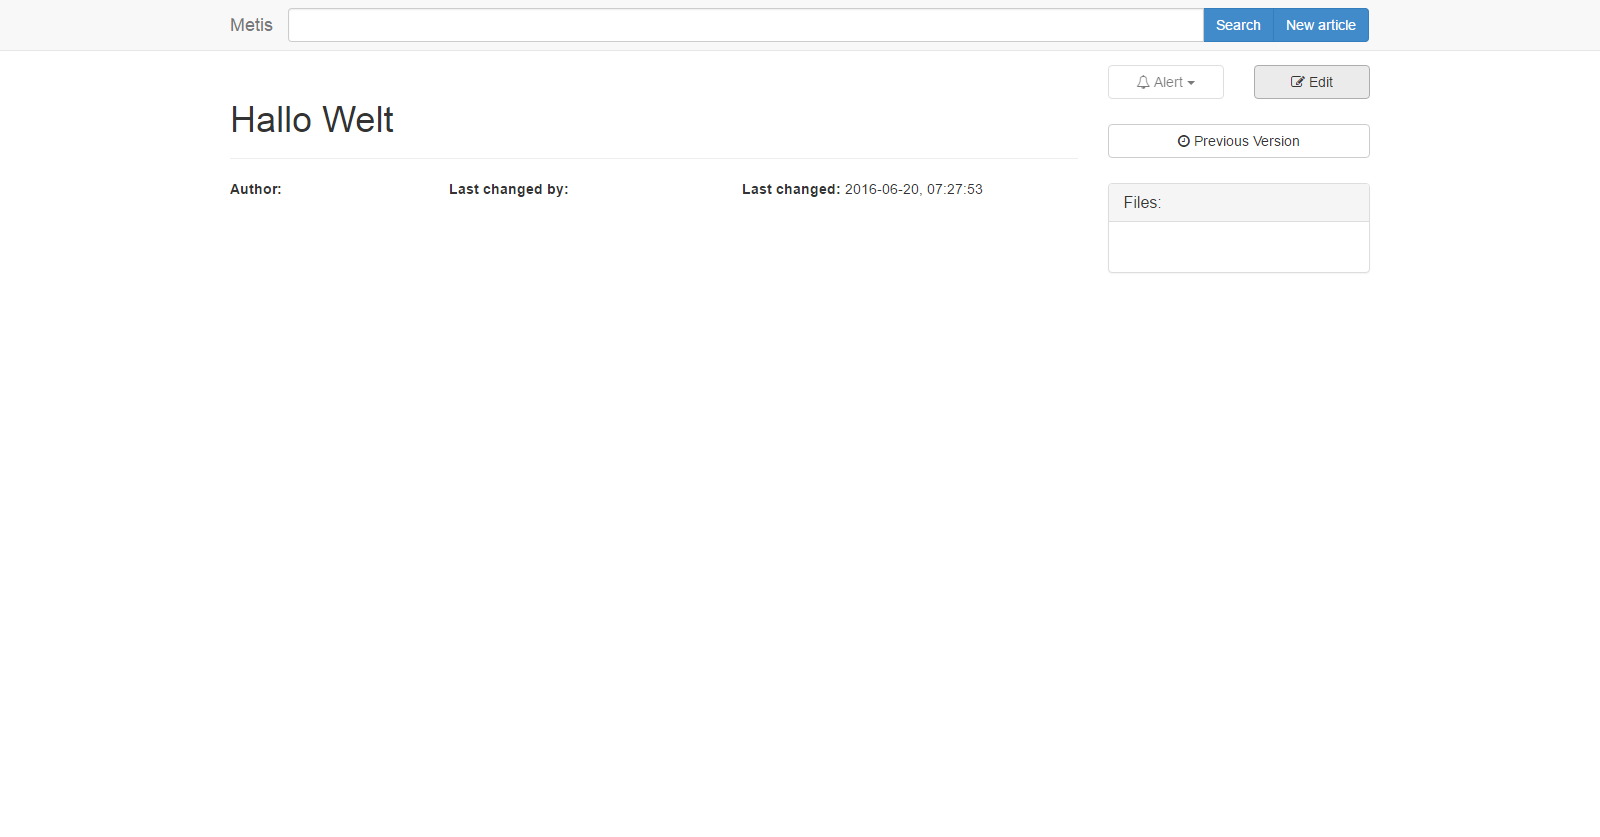 Metis Search New article
Alert Edit
Hallo Welt
Previous Version
Author: Last changed by: Last changed: 2016-06-20, 07:27:53
Files: